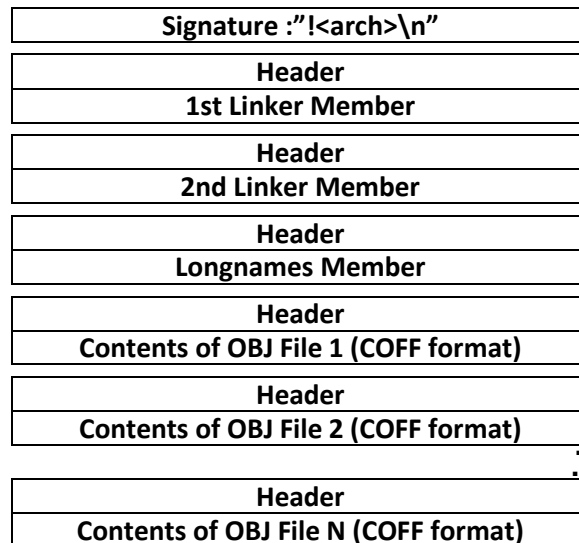 Signature :”!<arch>\n”
Header
1st Linker Member
Header
2nd Linker Member
Header
Longnames Member
Header
Contents of OBJ File 1 (COFF format)
Header
Contents of OBJ File 2 (COFF format)
:
Header
Contents of OBJ File N (COFF format)